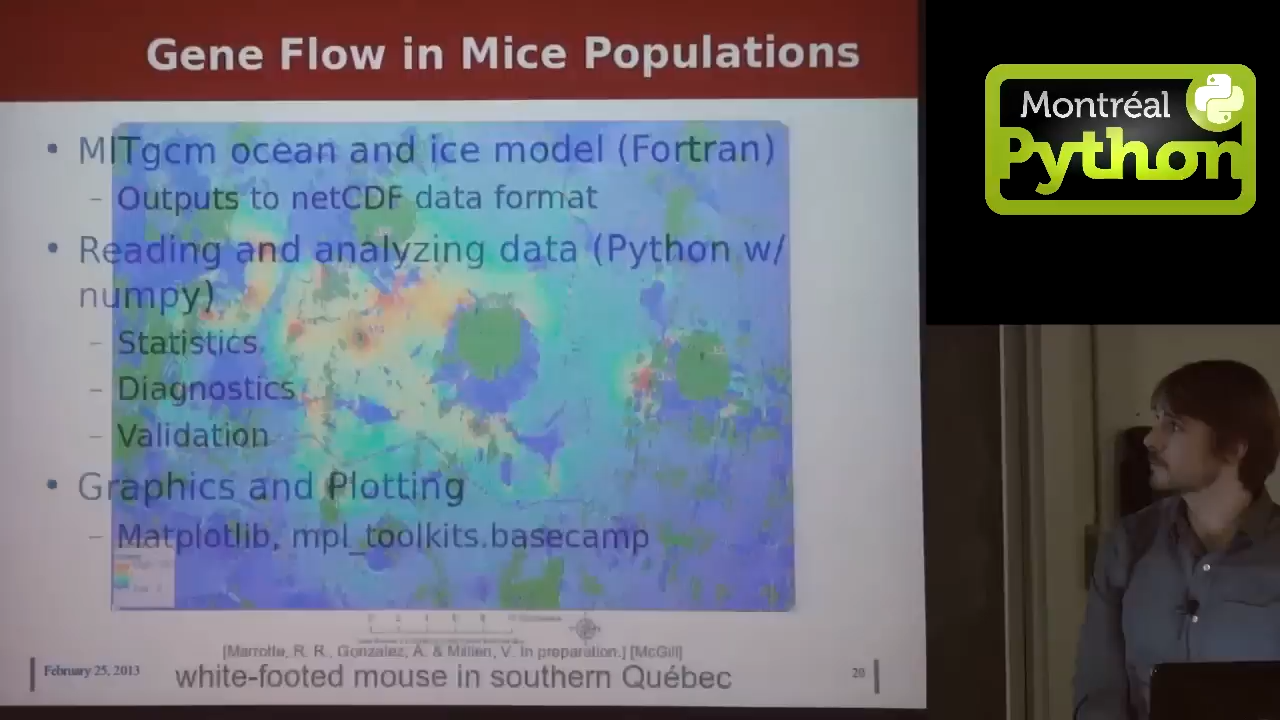 Gene Flow in Mice Populations
Montréal
Python
• MITgcm ocean and ice model (Fortran)
– Outputs to netCDF data format
• Reading and analyzing data (Python w/
numpy)
– Statistics
– Diagnostics
– Validation
• Graphics and Plotting
– Matplotlib, mpl_toolkits.basecamp
[Marrotte, R. R., Gonzalez, A. & Millien, V. In preparation.] [McGill]
February 25, 2013
white-footed mouse in southern Québec
20